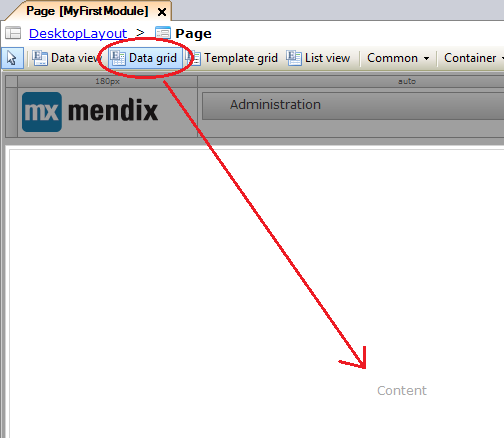 Page [MyFirstModule]
DesktopLayout > Page
Data view Data grid Template grid List view Common Container
180px auto
mx mendix Administration
Content